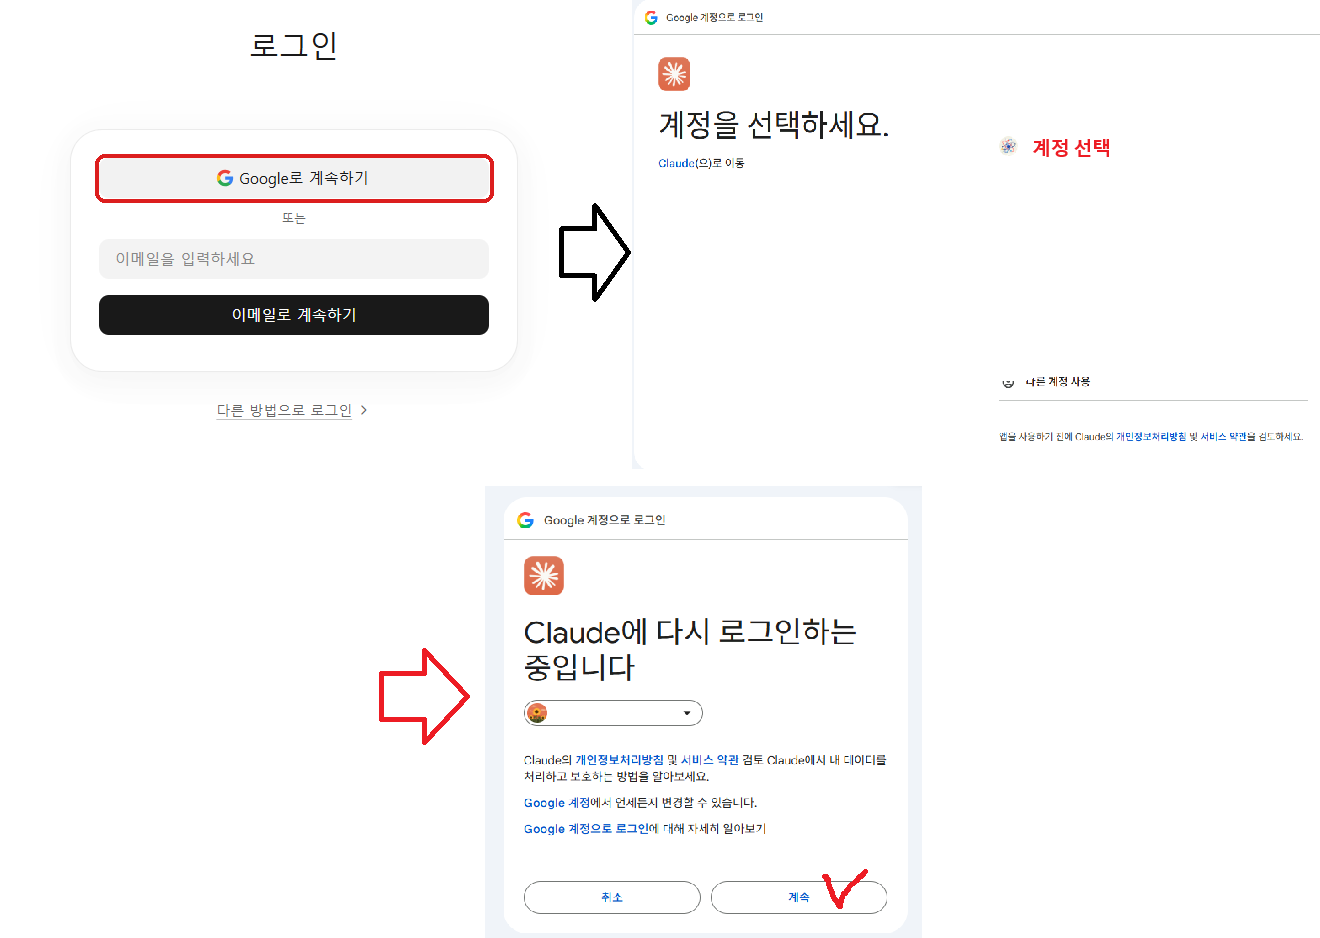 로그인
Google로 계속하기
또는
이메일을 입력하세요
이메일로 계속하기
다른 방법으로 로그인
Google 계정으로 로그인
계정을 선택하세요.
Claude(으)로 이동
계정 선택
다른 계정 사용
앱을 사용하기 전에 Claude의 개인정보처리방침 및 서비스 약관을 검토하세요.
Google 계정으로 로그인
Claude에 다시 로그인하는
중입니다
Claude의 개인정보처리방침 및 서비스 약관 검토 Claude에서 내 데이터를
처리하고 보호하는 방법을 알아보세요.
Google 계정에서 언제든지 변경할 수 있습니다.
Google 계정으로 로그인에 대해 자세히 알아보기
취소
계속